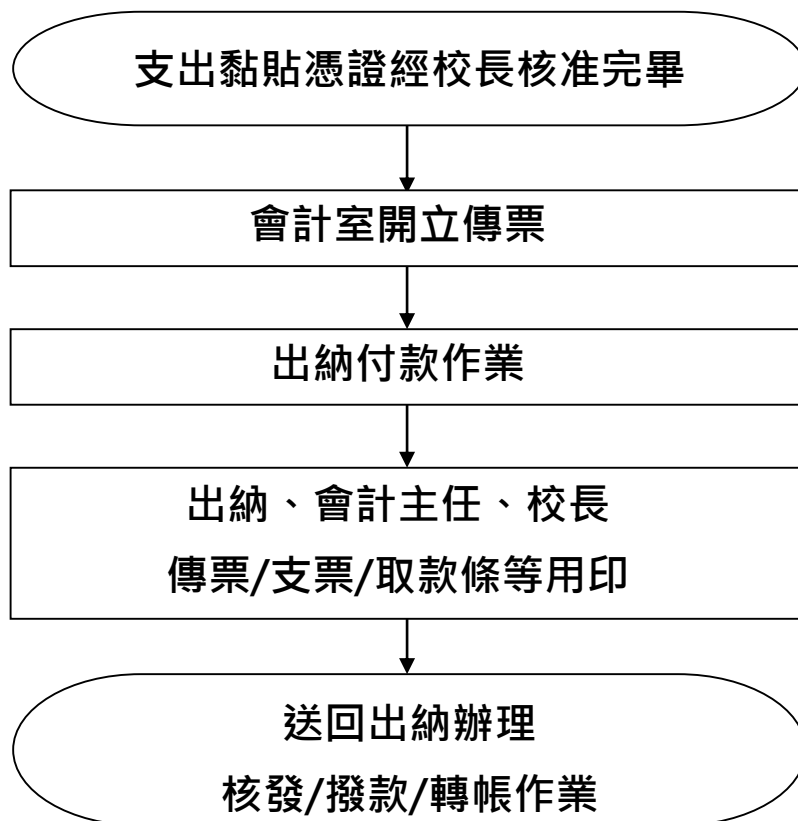 支出黏貼憑證經校長核准完畢
會計室開立傳票
出納付款作業
出納、會計主任、校長
傳票/支票/取款條等用印
送回出納辦理
核發/撥款/轉帳作業